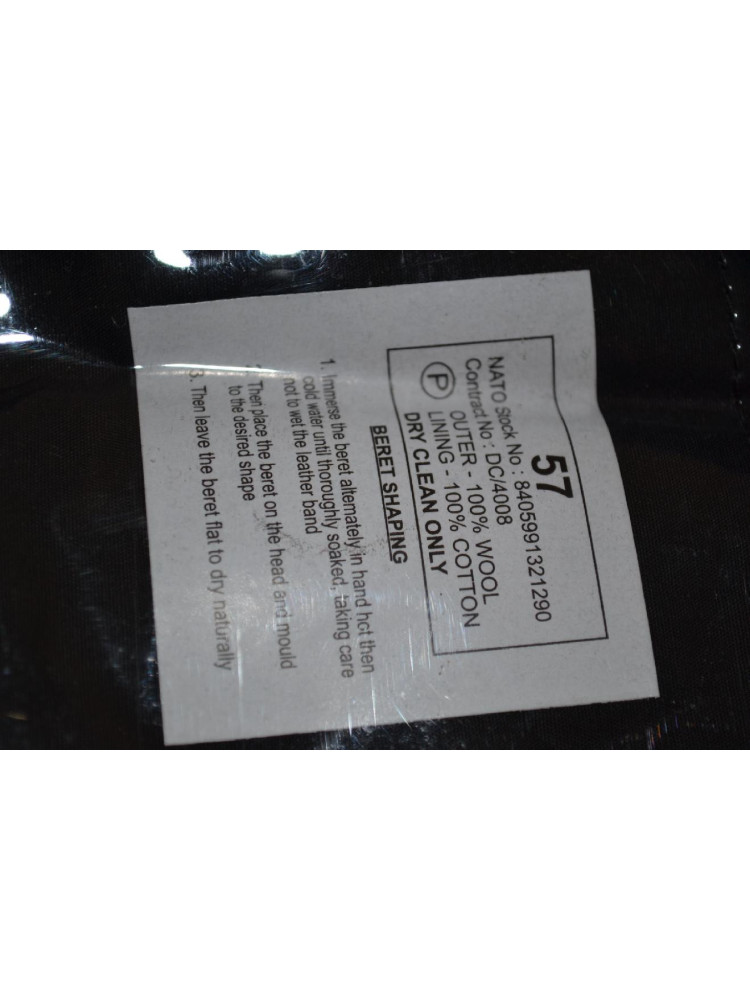 57
NATO Stock No : 8405991321290
Contract No : DC/4008
OUTER - 100% WOOL
P LINING - 100% COTTON
DRY CLEAN ONLY
BERET SHAPING
1. Immerse the beret alternately in hand hot then
cold water until thoroughly soaked, taking care
not to wet the leather band
Then place the beret on the head and mould
to the desired shape
3. Then leave the beret flat to dry naturally